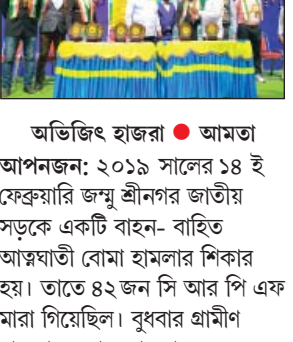 অভিজিৎ হাজরা ● আমতা
আপনজন: ২০১৯ সালের ১৪ ই
ফেব্রুয়ারি জম্মু শ্রীনগর জাতীয়
সড়কে একটি বাহন- বাহিত
আত্নঘাতী বোমা হামলার শিকার
হয়। তাতে ৪২ জন সি আর পি এফ
মারা গিয়েছিল। বুধবার গ্রামীণ